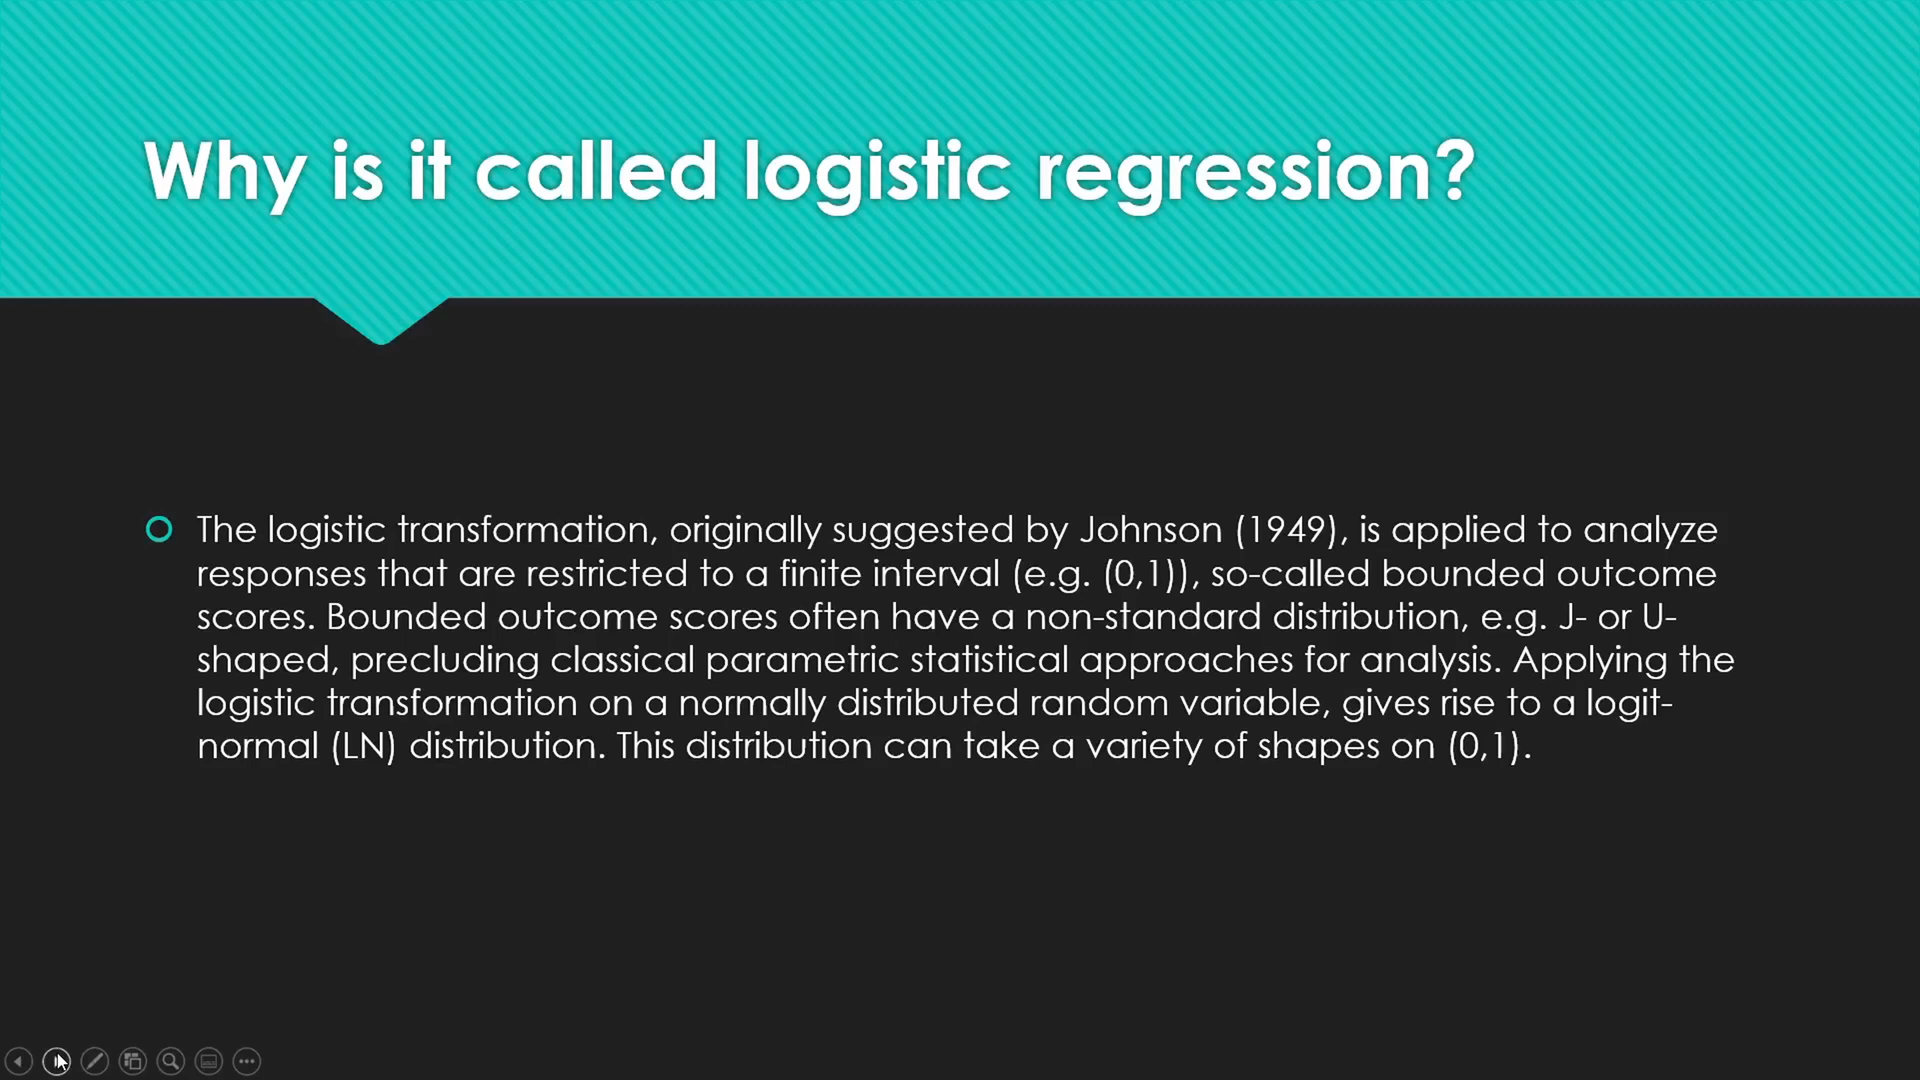 Why is it called logistic regression?
The logistic transformation, originally suggested by Johnson (1949), is applied to analyze
responses that are restricted to a finite interval (e.g. (0,1)), so-called bounded outcome
scores. Bounded outcome scores often have a non-standard distribution, e.g. J- or U-
shaped, precluding classical parametric statistical approaches for analysis. Applying the
logistic transformation on a normally distributed random variable, gives rise to a logit-
normal (LN) distribution. This distribution can take a variety of shapes on (0,1).